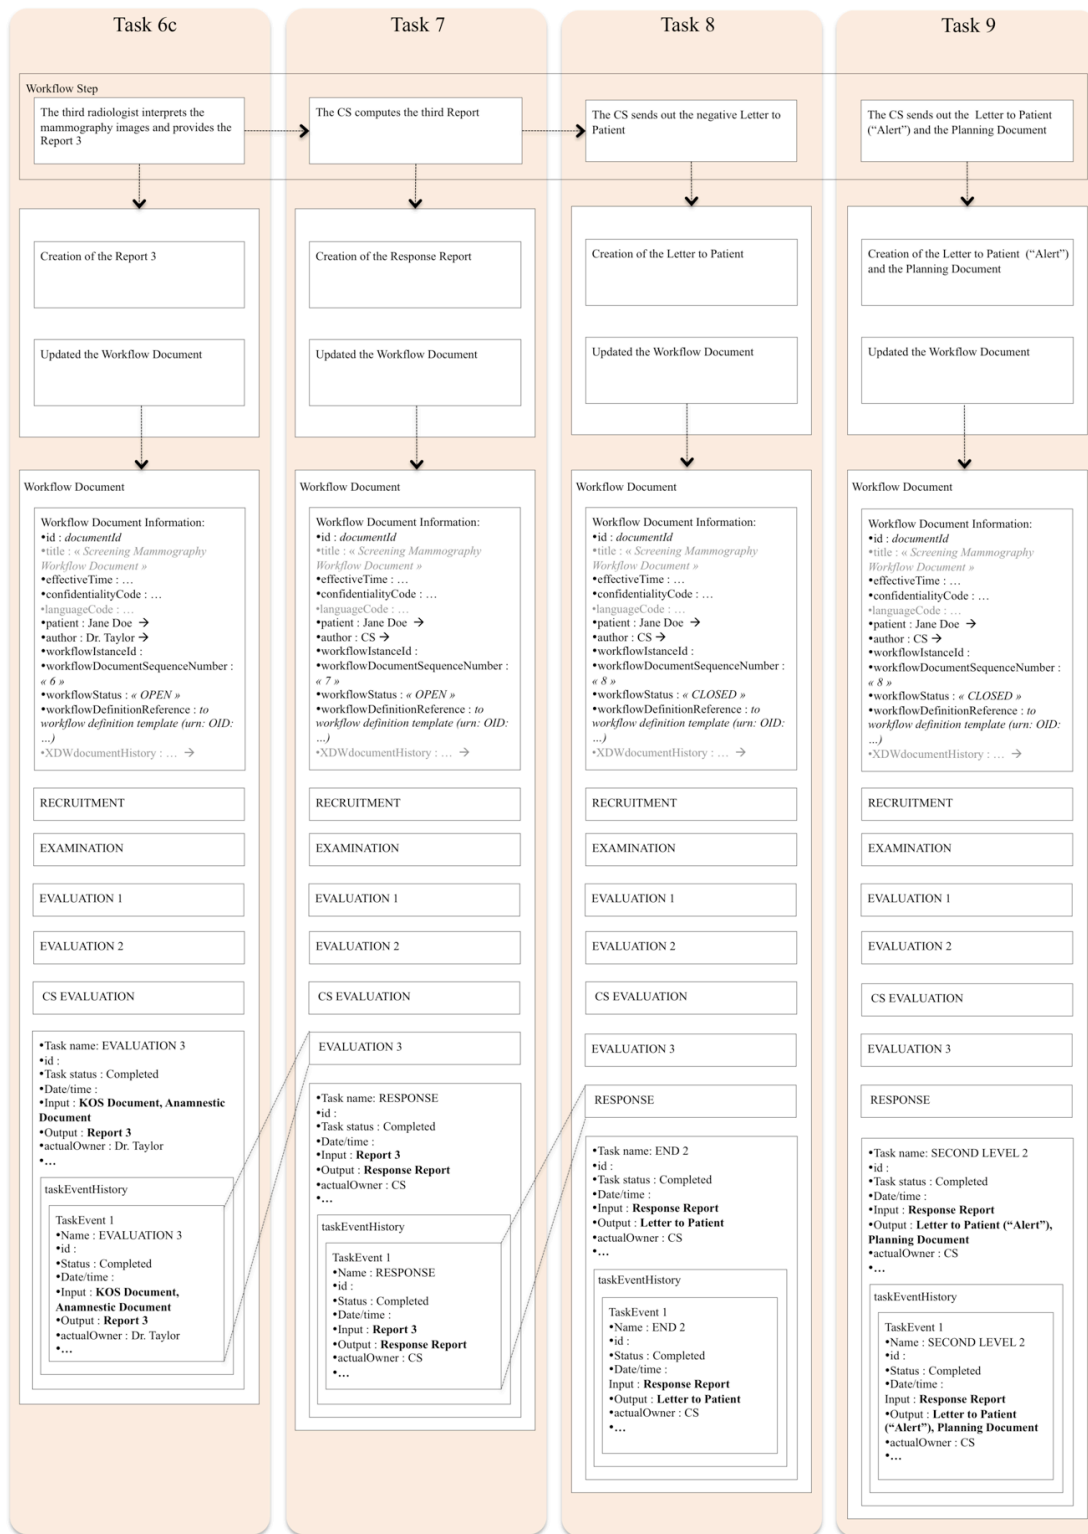 Task 6c
Task 7
Task 8
Task 9
Workflow Step
The third radiologist interprets the
mammography images and provides the
Report 3
The CS computes the third Report
The CS sends out the negative Letter to
Patient
The CS sends out the  Letter to Patient
(“Alert”) and the Planning Document
Creation of the Report 3
Updated the Workflow Document
Creation of the Response Report
Updated the Workflow Document
Creation of the Letter to Patient
Updated the Workflow Document
Creation of the Letter to Patient  (“Alert”)
and the Planning Document
Updated the Workflow Document
Workflow Document
Workflow Document Information:
•id : documentId
•title : « Screening Mammography
Workflow Document »
•effectiveTime : …
•confidentialityCode : …
•languageCode : …
•patient : Jane Doe →
•author : Dr. Taylor →
•workflowIstanceId :
•workflowDocumentSequenceNumber :
« 6 »
•workflowStatus : « OPEN »
•workflowDefinitionReference : to
workflow definition template (urn: OID:
…)
•XDWdocumentHistory : … →
RECRUITMENT
EXAMINATION
EVALUATION 1
EVALUATION 2
CS EVALUATION
•Task name: EVALUATION 3
•id :
•Task status : Completed
•Date/time :
•Input : KOS Document, Anamnestic
Document
•Output : Report 3
•actualOwner : Dr. Taylor
•…
taskEventHistory
TaskEvent 1
•Name : EVALUATION 3
•id :
•Status : Completed
•Date/time :
•Input : KOS Document,
Anamnestic Document
•Output : Report 3
•actualOwner : Dr. Taylor
•…
Workflow Document
Workflow Document Information:
•id : documentId
•title : « Screening Mammography
Workflow Document »
•effectiveTime : …
•confidentialityCode : …
•languageCode : …
•patient : Jane Doe →
•author : CS →
•workflowIstanceId :
•workflowDocumentSequenceNumber :
« 7 »
•workflowStatus : « OPEN »
•workflowDefinitionReference : to
workflow definition template (urn: OID:
…)
•XDWdocumentHistory : … →
RECRUITMENT
EXAMINATION
EVALUATION 1
EVALUATION 2
CS EVALUATION
EVALUATION 3
•Task name: RESPONSE
•id :
•Task status : Completed
•Date/time :
•Input : Report 3
•Output : Response Report
•actualOwner : CS
•…
taskEventHistory
TaskEvent 1
•Name : RESPONSE
•id :
•Status : Completed
•Date/time :
•Input : Report 3
•Output : Response Report
•actualOwner : CS
•…
Workflow Document
Workflow Document Information:
•id : documentId
•title : « Screening Mammography
Workflow Document »
•effectiveTime : …
•confidentialityCode : …
•languageCode : …
•patient : Jane Doe →
•author : CS →
•workflowIstanceId :
•workflowDocumentSequenceNumber :
« 8 »
•workflowStatus : « CLOSED »
•workflowDefinitionReference : to
workflow definition template (urn: OID:
…)
•XDWdocumentHistory : … →
RECRUITMENT
EXAMINATION
EVALUATION 1
EVALUATION 2
CS EVALUATION
EVALUATION 3
RESPONSE
•Task name: END 2
•id :
•Task status : Completed
•Date/time :
•Input : Response Report
•Output : Letter to Patient
•actualOwner : CS
•…
taskEventHistory
TaskEvent 1
•Name : END 2
•id :
•Status : Completed
•Date/time :
Input : Response Report
•Output : Letter to Patient
•actualOwner : CS
•…
Workflow Document
Workflow Document Information:
•id : documentId
•title : « Screening Mammography
Workflow Document »
•effectiveTime : …
•confidentialityCode : …
•languageCode : …
•patient : Jane Doe →
•author : CS →
•workflowIstanceId :
•workflowDocumentSequenceNumber :
« 8 »
•workflowStatus : « CLOSED »
•workflowDefinitionReference : to
workflow definition template (urn: OID:
…)
•XDWdocumentHistory : … →
RECRUITMENT
EXAMINATION
EVALUATION 1
EVALUATION 2
CS EVALUATION
EVALUATION 3
RESPONSE
•Task name: SECOND LEVEL 2
•id :
•Task status : Completed
•Date/time :
•Input : Response Report
•Output : Letter to Patient (“Alert”),
Planning Document
•actualOwner : CS
•…
taskEventHistory
TaskEvent 1
•Name : SECOND LEVEL 2
•id :
•Status : Completed
•Date/time :
Input : Response Report
•Output : Letter to Patient
(“Alert”), Planning Document
•actualOwner : CS
•…